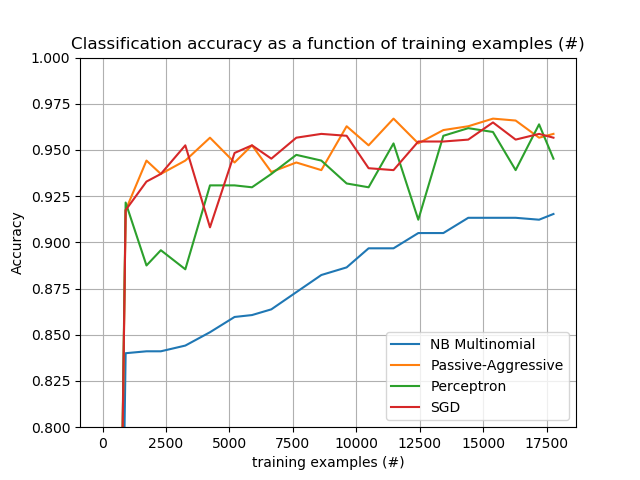 Classification accuracy as a function of training examples (#)
1.000
0.975
0.950
0.925
0.900
0.875
0.850
0.825
0.800
Accuracy
NB Multinomial
Passive-Aggressive
Perceptron
SGD
0 2500 5000 7500 10000 12500 15000 17500
training examples (#)